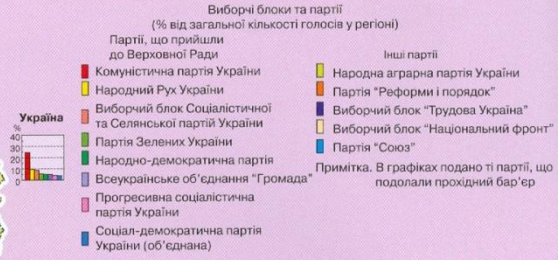 Виборчі блоки та партії
(% від загальної кількості голосів у регіоні)
Партії, що прийшли
до Верховної Ради
Комуністична партія України
Народний Рух України
Виборчий блок Соціалістичної
та Селянської партій України
Партія Зелених України
Народно-демократична партія
Всеукраїнське об'єднання “Громада”
Прогресивна соціалістична
партія України
Соціал-демократична партія
України (об'єднана)
Інші партії
Народна аграрна партія України
Партія “Реформи і порядок”
Виборчий блок “Трудова Україна”
Виборчий блок “Національний фронт”
Партія “Союз”
Примітка. В графіках подано ті партії, що
подолали прохідний бар'єр
Україна
%
40
30
20
10
0